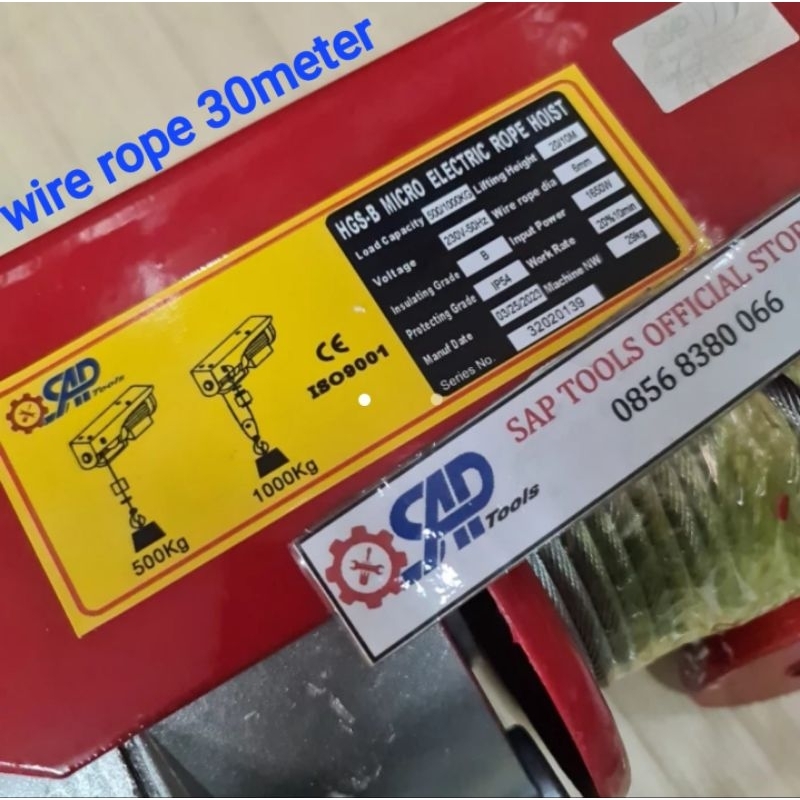 wire rope 30meter
HGS-B MICRO ELECTRIC ROPE HOIST
Load Capacity 500/1000KG Lifting Height 20/10M
Voltage 230V-50Hz Wire rope dia 6mm
Insulating Grade B Input Power 1650W
Protecting Grade IP54 Work Rate 20%10min
Manuf Date 03/25/2023 Machine NW 29kg
Series No. 32020139
CE
ISO9001
SAP Tools
500Kg
1000Kg
SAP TOOLS OFFICIAL STOR
0856 8380 066
SAP Tools